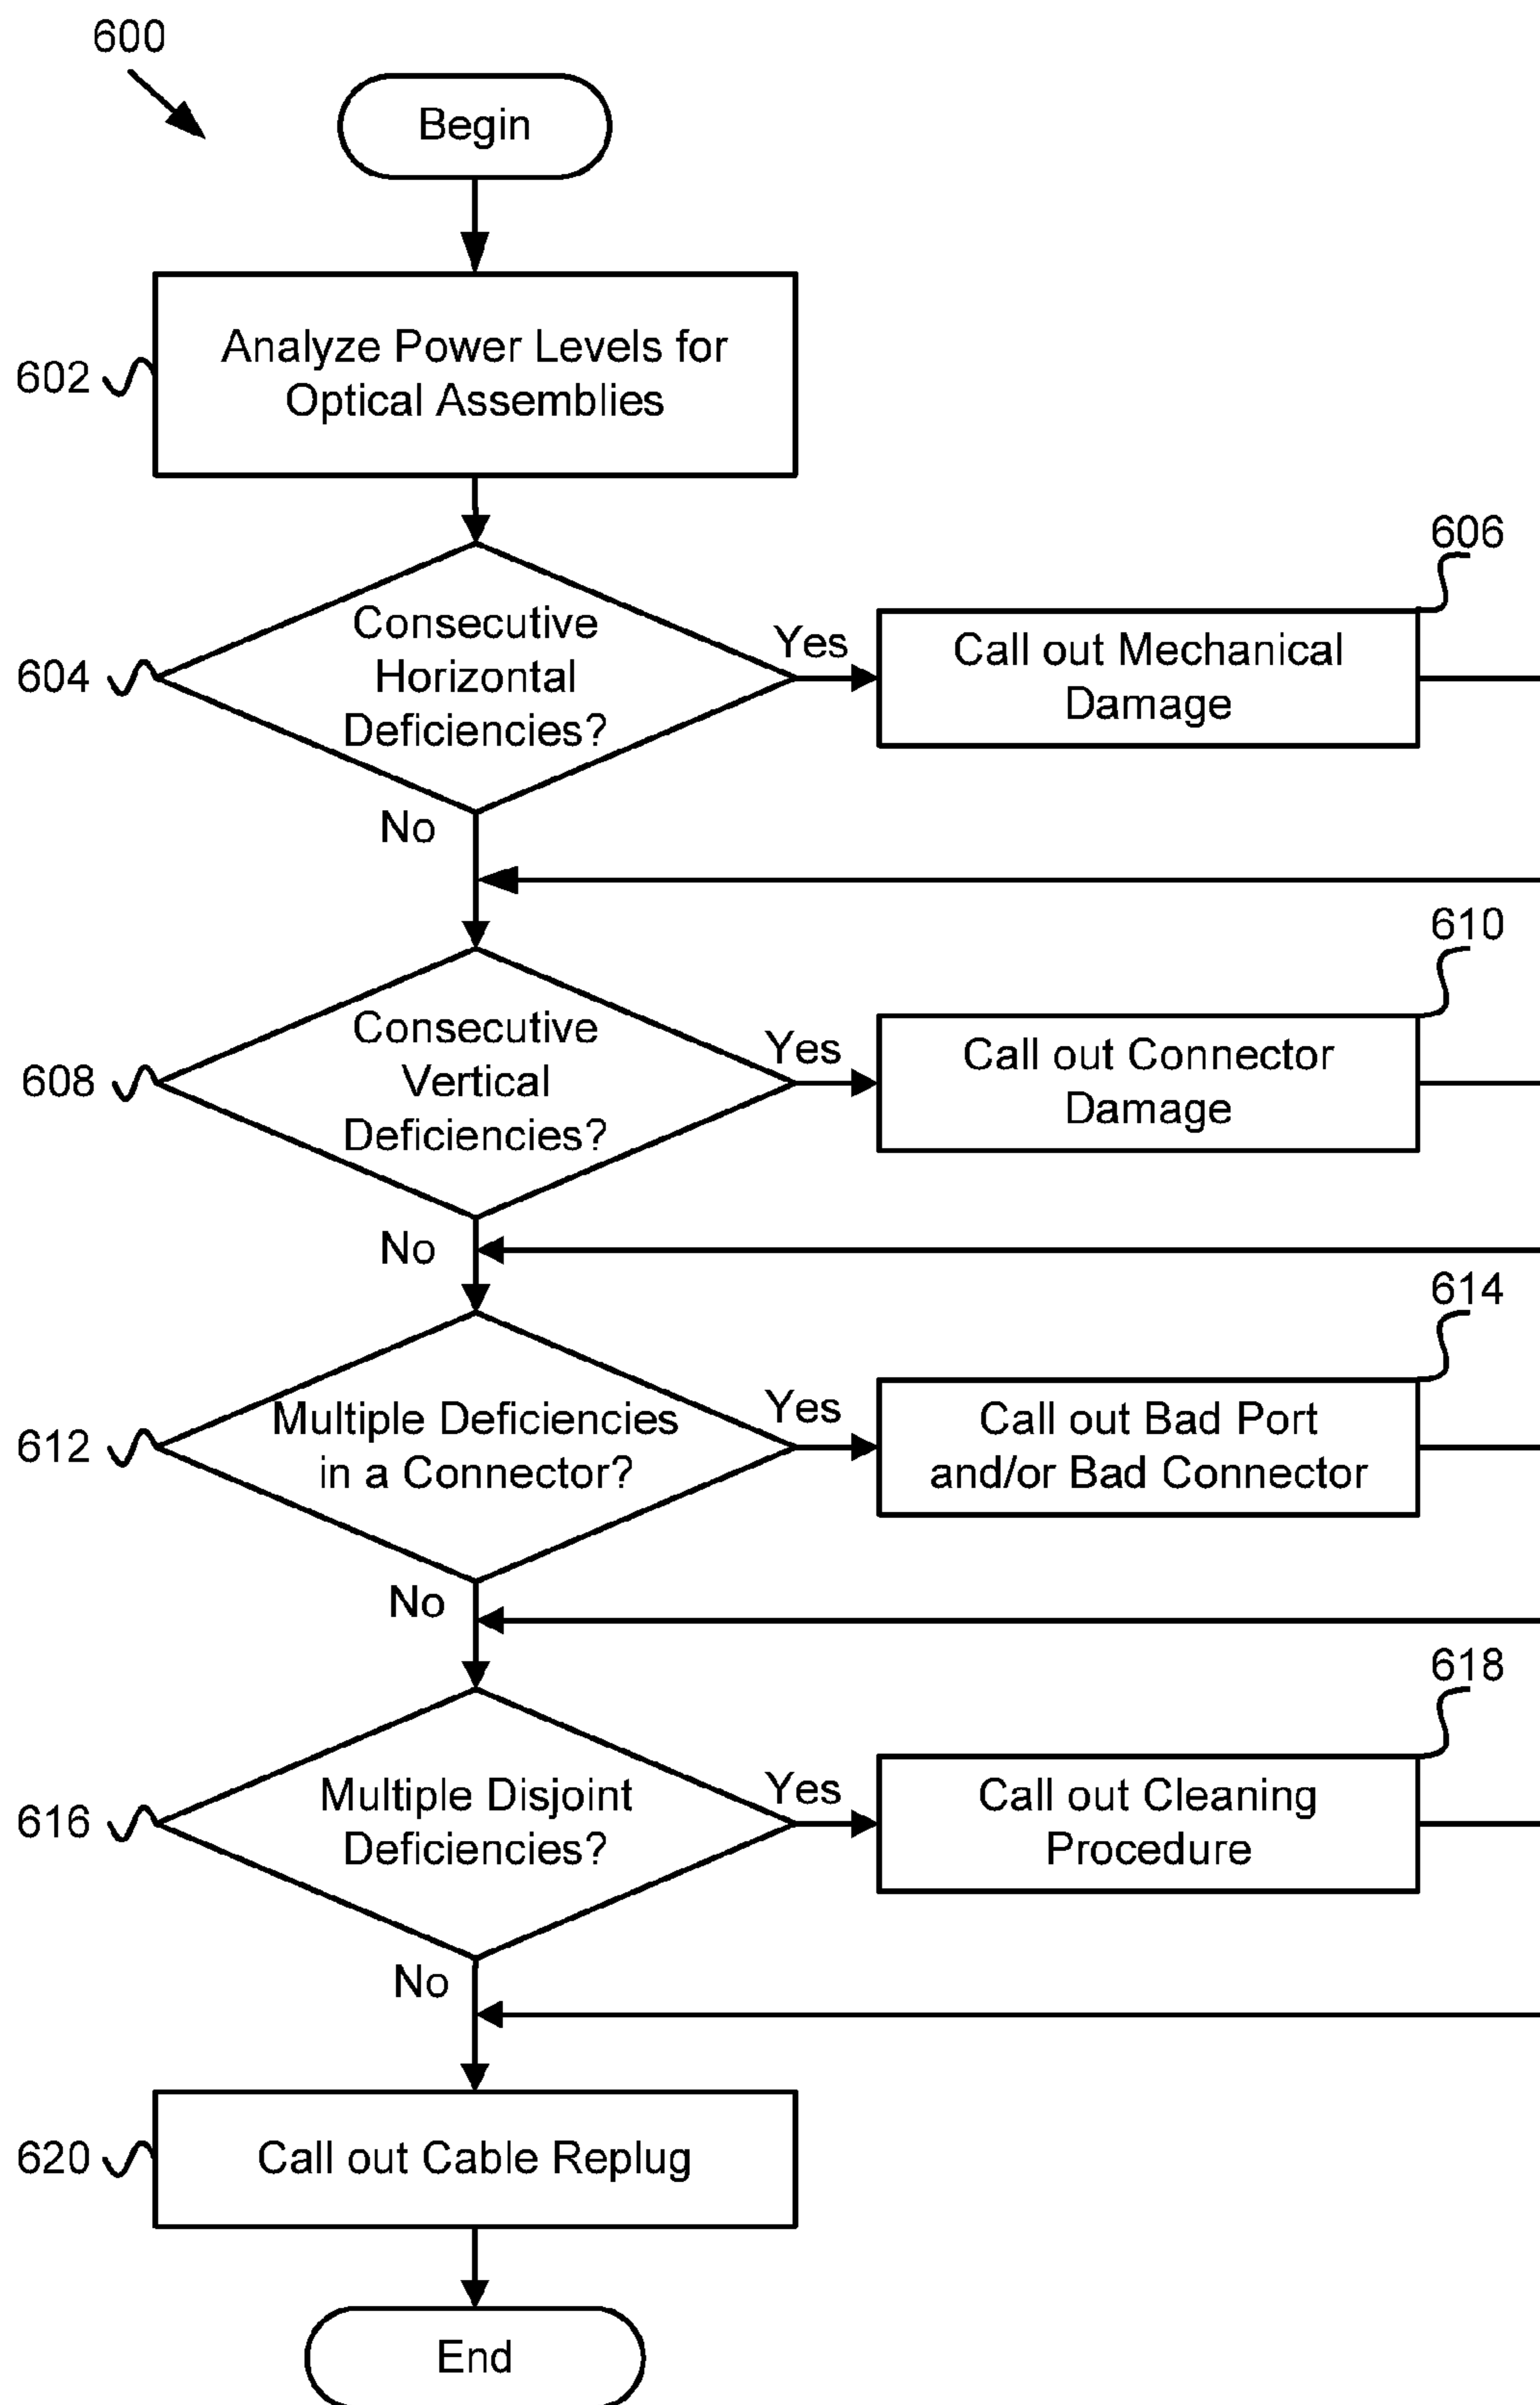 600
Begin
602
Analyze Power Levels for
Optical Assemblies
604
Consecutive
Horizontal
Deficiencies?
Yes
606
Call out Mechanical
Damage
No
608
Consecutive
Vertical
Deficiencies?
Yes
610
Call out Connector
Damage
No
612
Multiple Deficiencies
in a Connector?
Yes
614
Call out Bad Port
and/or Bad Connector
No
616
Multiple Disjoint
Deficiencies?
Yes
618
Call out Cleaning
Procedure
No
620
Call out Cable Replug
End